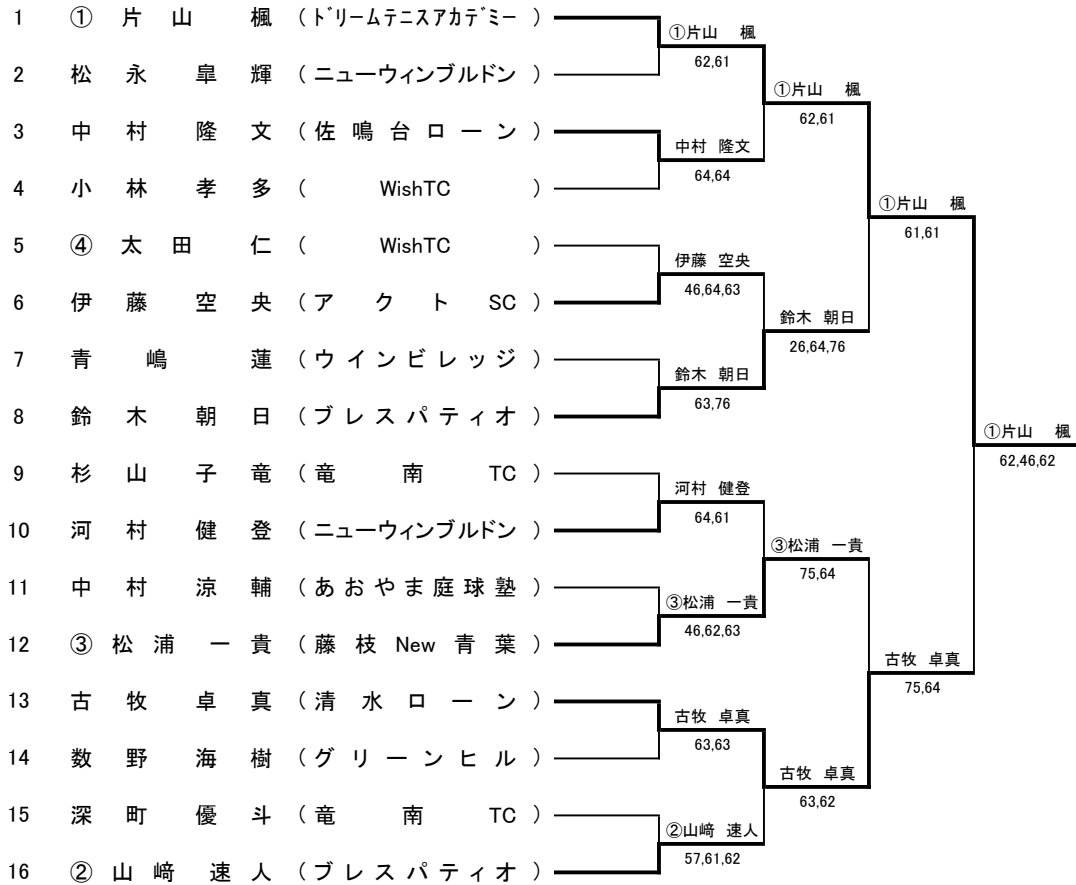 1 ① 片山 楓 (ドリームテニスアカデミー)
①片山 楓
62,61
2 松永 皐輝 (ニューウィンブルドン)
①片山 楓
62,61
3 中村 隆文 (佐鳴台ローン)
中村 隆文
64,64
4 小林 孝多 (WishTC)
①片山 楓
61,61
5 ④ 太田 仁 (WishTC)
伊藤 空央
46,64,63
6 伊藤 空央 (アクトSC)
鈴木 朝日
26,64,76
7 青嶋 蓮 (ウインビレッジ)
鈴木 朝日
63,76
8 鈴木 朝日 (ブレスパティオ)
①片山 楓
62,46,62
9 杉山 子竜 (竜南TC)
河村 健登
64,61
10 河村 健登 (ニューウィンブルドン)
③松浦 一貴
75,64
11 中村 涼輔 (あおやま庭球塾)
③松浦 一貴
46,62,63
12 ③ 松浦 一貴 (藤枝New青葉)
古牧 卓真
75,64
13 古牧 卓真 (清水ローン)
古牧 卓真
63,63
14 数野 海樹 (グリーンヒル)
古牧 卓真
63,62
15 深町 優斗 (竜南TC)
②山﨑 速人
57,61,62
16 ② 山﨑 速人 (ブレスパティオ)